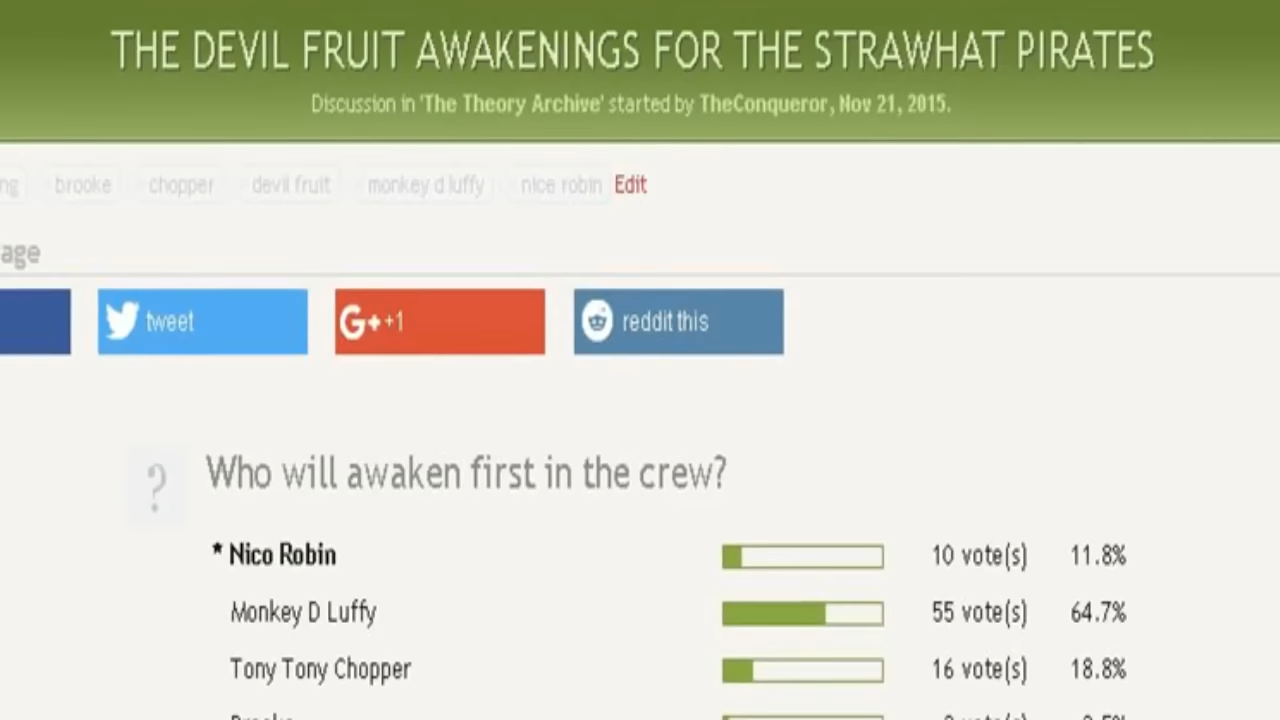 THE DEVIL FRUIT AWAKENINGS FOR THE STRAWHAT PIRATES
Discussion in 'The Theory Archive' started by TheConqueror, Nov 21, 2015.
ng brooke chopper devil fruit monkey d luffy nice robin Edit
age
tweet G+ +1 reddit this
? Who will awaken first in the crew?
* Nico Robin 10 vote(s) 11.8%
Monkey D Luffy 55 vote(s) 64.7%
Tony Tony Chopper 16 vote(s) 18.8%